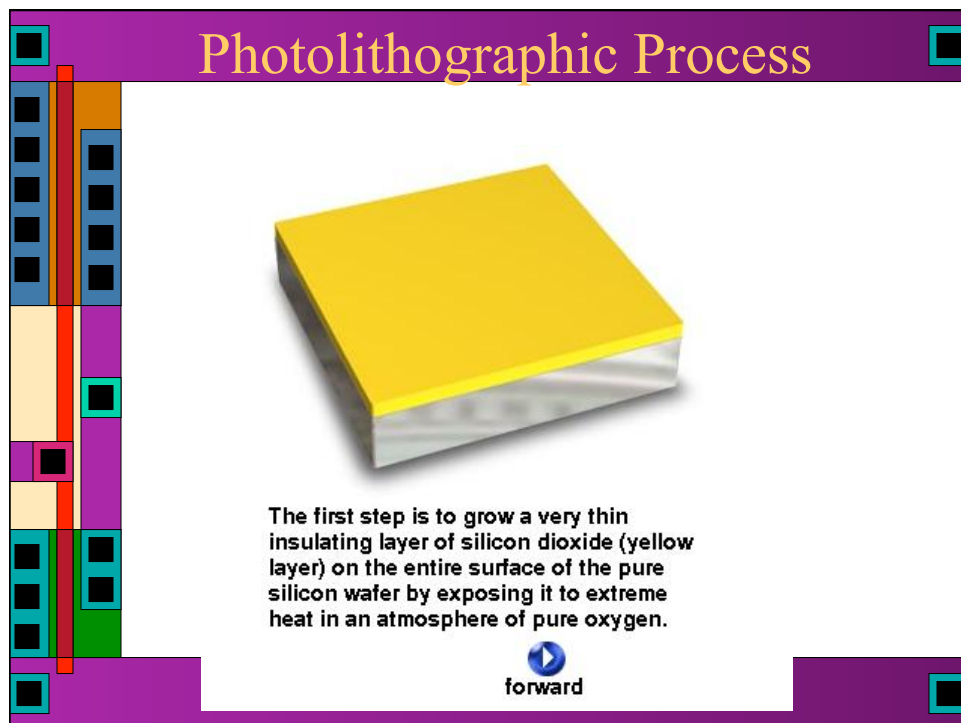 Photolithographic Process
The first step is to grow a very thin
insulating layer of silicon dioxide (yellow
layer) on the entire surface of the pure
silicon wafer by exposing it to extreme
heat in an atmosphere of pure oxygen.
forward